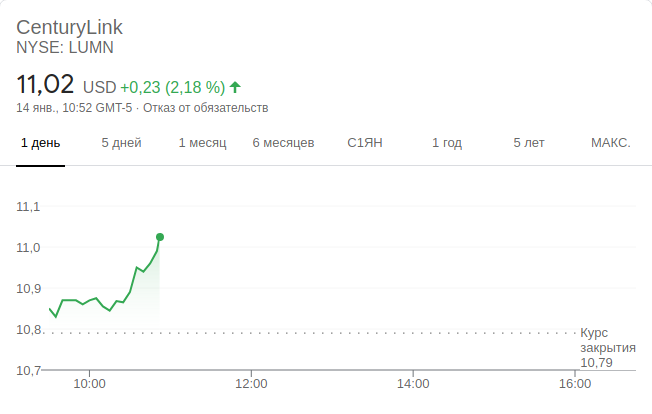 CenturyLink
NYSE: LUMN
11,02 USD +0,23 (2,18 %)
14 янв., 10:52 GMT-5 · Отказ от обязательств
1 день 5 дней 1 месяц 6 месяцев С1ЯН 1 год 5 лет МАКС.
11,1
11,0
10,9
10,8
Курс
закрытия
10,79
10,7
10:00 12:00 14:00 16:00